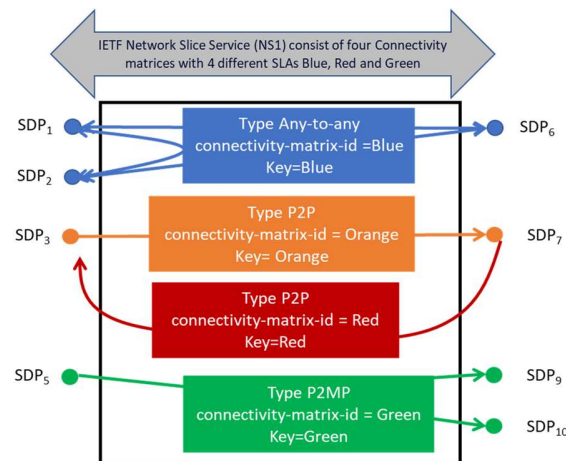 IETF Network Slice Service (NS1) consist of four Connectivity
matrices with 4 different SLAs Blue, Red and Green
SDP1
Type Any-to-any
connectivity-matrix-id =Blue
Key=Blue
SDP6
SDP2
SDP3
Type P2P
connectivity-matrix-id = Orange
Key= Orange
SDP7
Type P2P
connectivity-matrix-id = Red
Key=Red
SDP5
Type P2MP
connectivity-matrix-id = Green
Key=Green
SDP9
SDP10